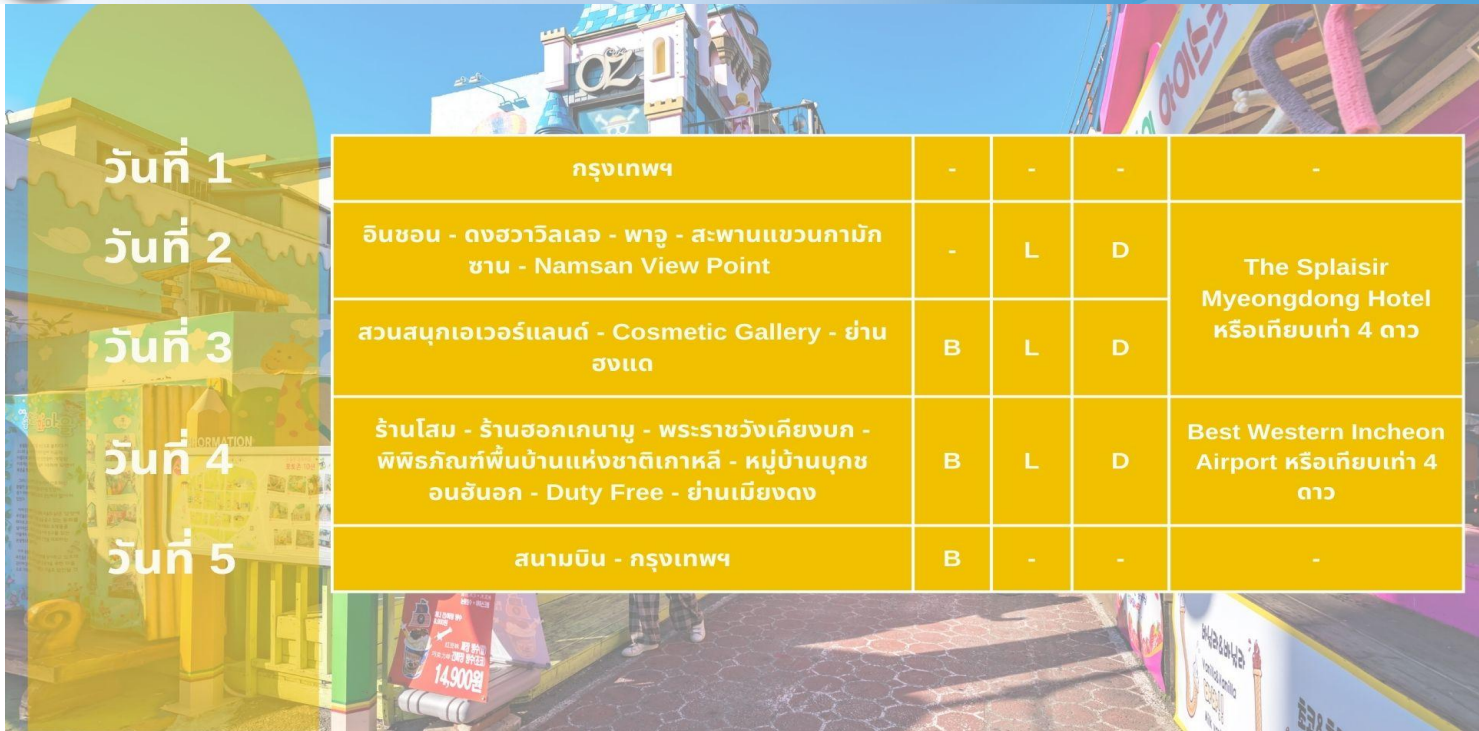 OZ
วันที่ 1
กรุงเทพฯ
-
-
-
-
วันที่ 2
อินชอน - ดงฮวาวิลเลจ - พาจู - สะพานแขวนกามัก
ซาน - Namsan View Point
-
L
D
The Splaisir
Myeongdong Hotel
หรือเทียบเท่า 4 ดาว
วันที่ 3
สวนสนุกเอเวอร์แลนด์ - Cosmetic Gallery - ย่าน
ฮงแด
B
L
D
วันที่ 4
ร้านโสม - ร้านฮอกเกนามู - พระราชวังเคียงบก -
พิพิธภัณฑ์พื้นบ้านแห่งชาติเกาหลี - หมู่บ้านบุกช
อนฮันอก - Duty Free - ย่านเมียงดง
B
L
D
Best Western Incheon
Airport หรือเทียบเท่า 4
ดาว
วันที่ 5
สนามบิน - กรุงเทพฯ
B
-
-
-
14,900원